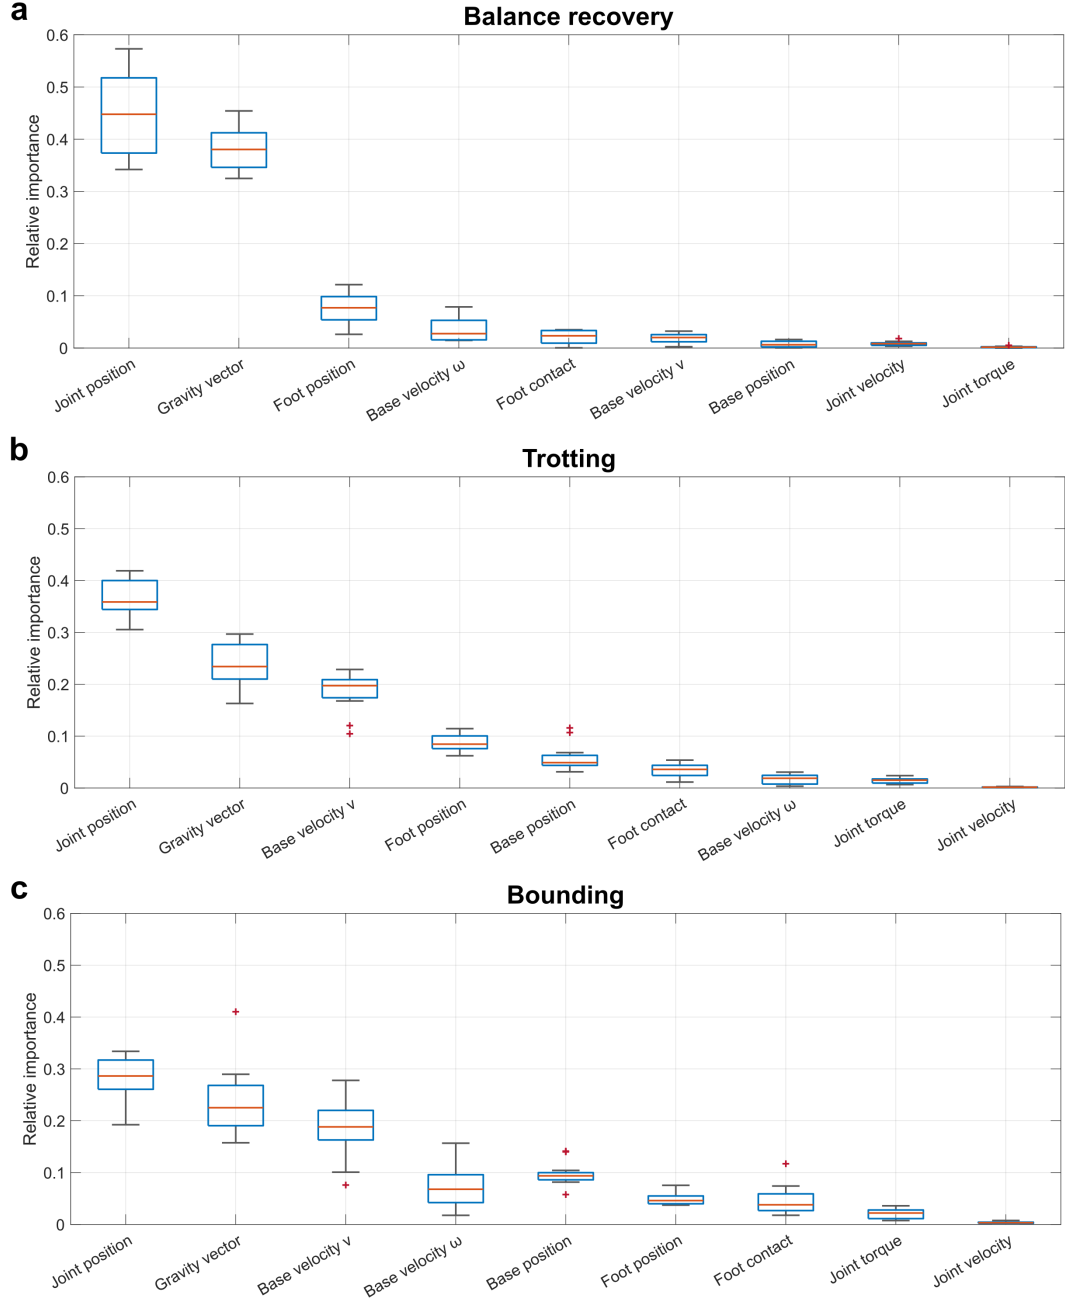 a
Balance recovery
Relative importance
0.6
0.5
0.4
0.3
0.2
0.1
0
Joint position
Gravity vector
Foot position
Base velocity ω
Foot contact
Base velocity v
Base position
Joint velocity
Joint torque
b
Trotting
Relative importance
0.6
0.5
0.4
0.3
0.2
0.1
0
Joint position
Gravity vector
Base velocity v
Foot position
Base position
Foot contact
Base velocity ω
Joint torque
Joint velocity
c
Bounding
Relative importance
0.6
0.5
0.4
0.3
0.2
0.1
0
Joint position
Gravity vector
Base velocity v
Base velocity ω
Base position
Foot position
Foot contact
Joint torque
Joint velocity